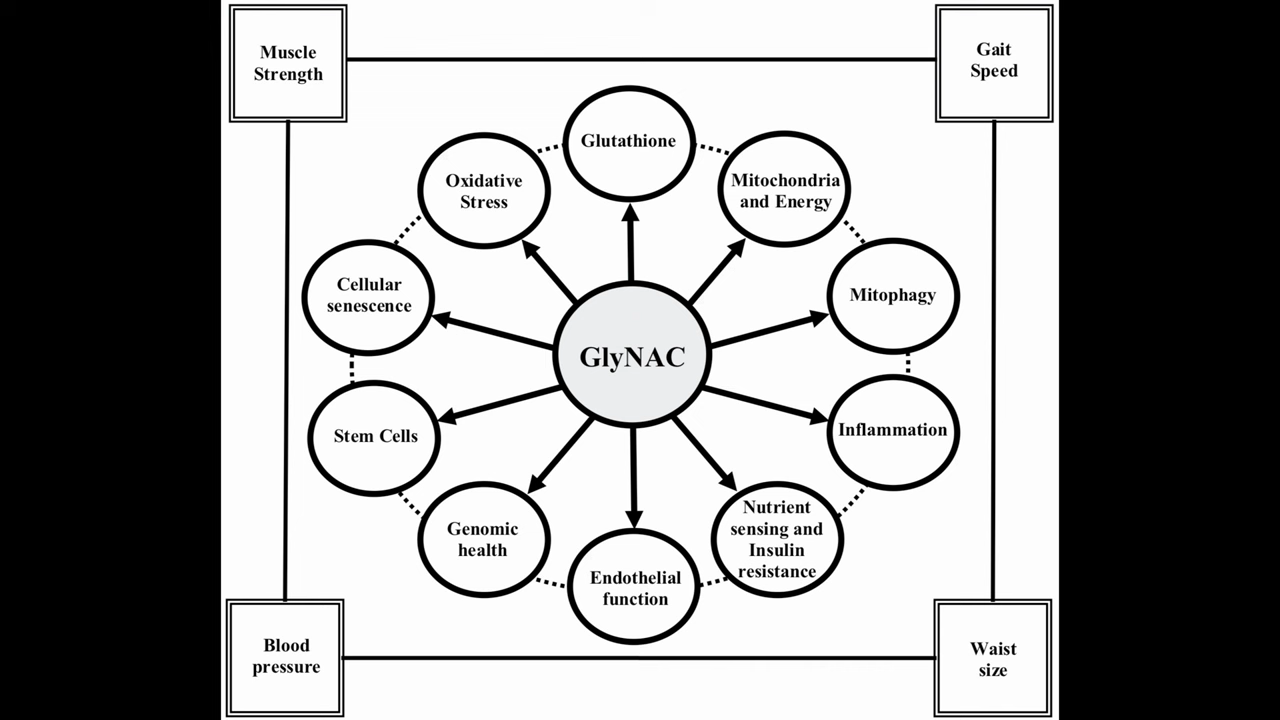 Muscle
Strength
Gait
Speed
Glutathione
Oxidative
Stress
Mitochondria
and Energy
Cellular
senescence
Mitophagy
GlyNAC
Stem Cells
Inflammation
Genomic
health
Nutrient
sensing and
Insulin
resistance
Endothelial
function
Blood
pressure
Waist
size